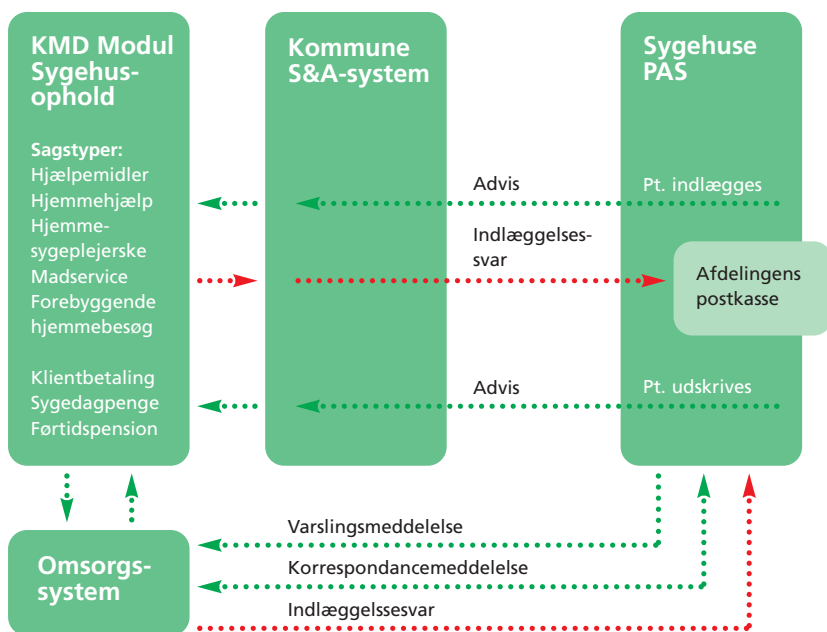 KMD Modul
Sygehus-
ophold
Sagstyper:
Hjælpemidler
Hjemmehjælp
Hjemme-
sygeplejerske
Madservice
Forebyggende
hjemmebesøg
Klientbetaling
Sygedagpenge
Førtidspension
Kommune
S&A-system
Sygehuse
PAS
Advis
Pt. indlægges
Indlæggelses-
svar
Afdelingens
postkasse
Advis
Pt. udskrives
Omsorgs-
system
Varslingsmeddelelse
Korrespondancemeddelelse
Indlæggelssesvar